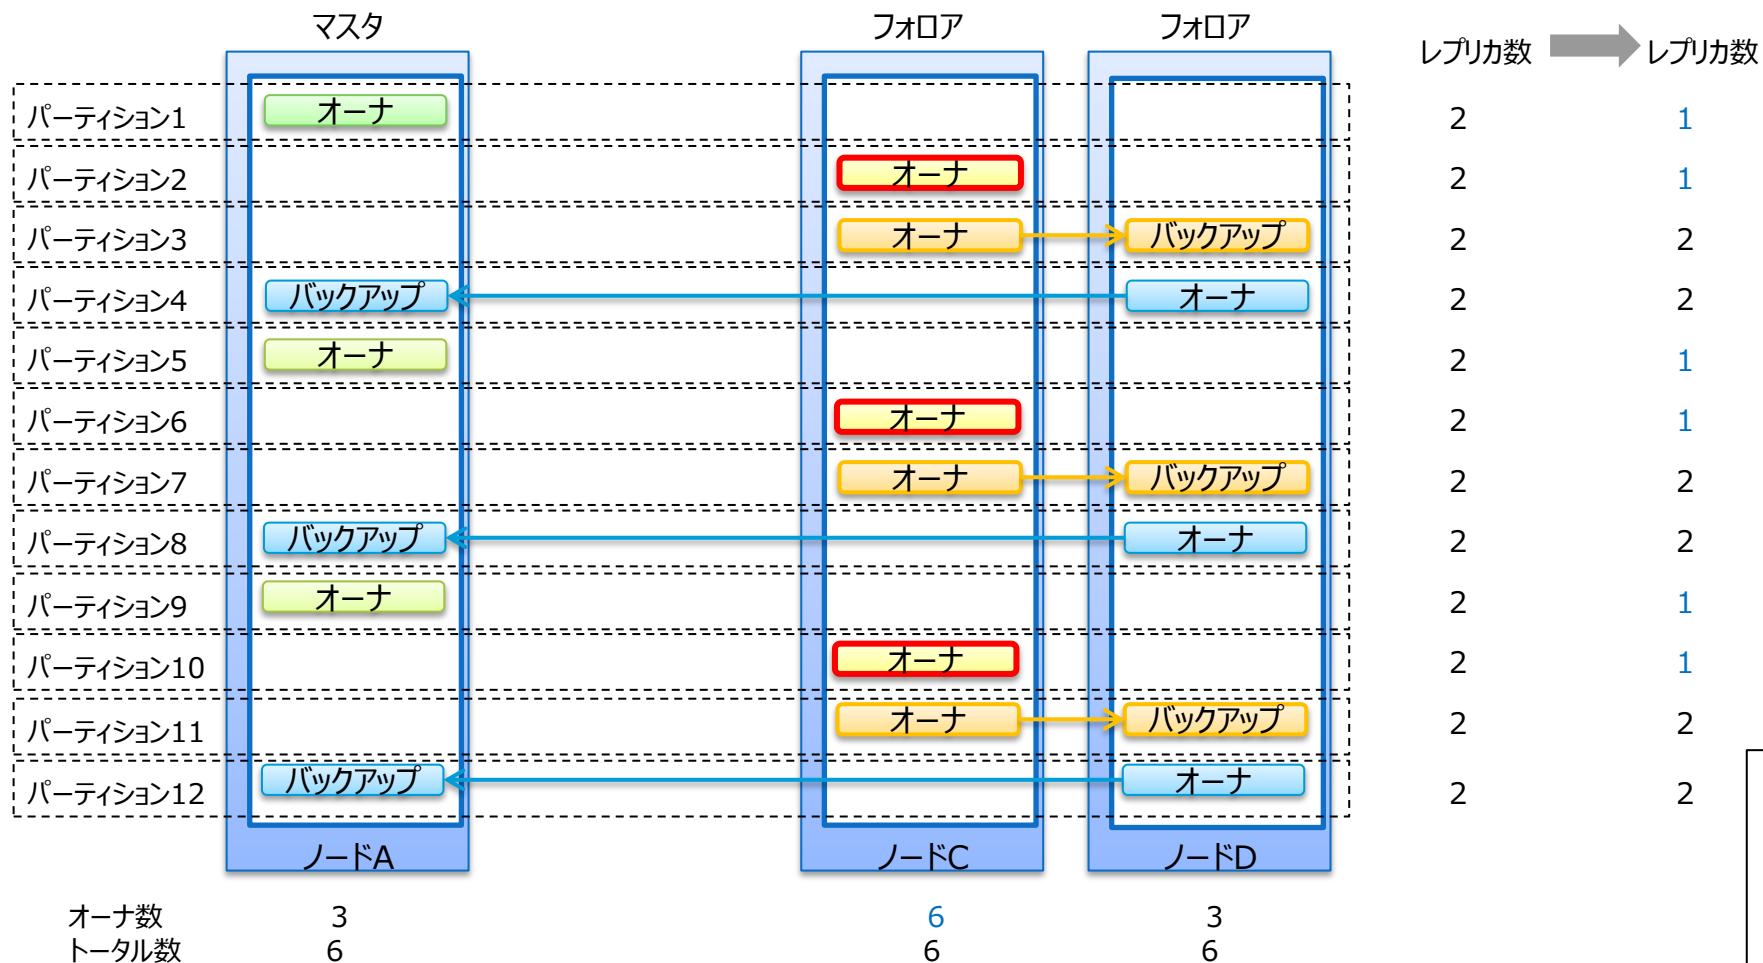 マスタ フォロア フォロア
レプリカ数 レプリカ数
パーティション1 オーナ 2 1
パーティション2 オーナ 2 1
パーティション3 オーナ バックアップ 2 2
パーティション4 バックアップ オーナ 2 2
パーティション5 オーナ 2 1
パーティション6 オーナ 2 1
パーティション7 オーナ バックアップ 2 2
パーティション8 バックアップ オーナ 2 2
パーティション9 オーナ 2 1
パーティション10 オーナ 2 1
パーティション11 オーナ バックアップ 2 2
パーティション12 バックアップ オーナ 2 2
ノードA ノードC ノードD
オーナ数 3 6 3
トータル数 6 6 6